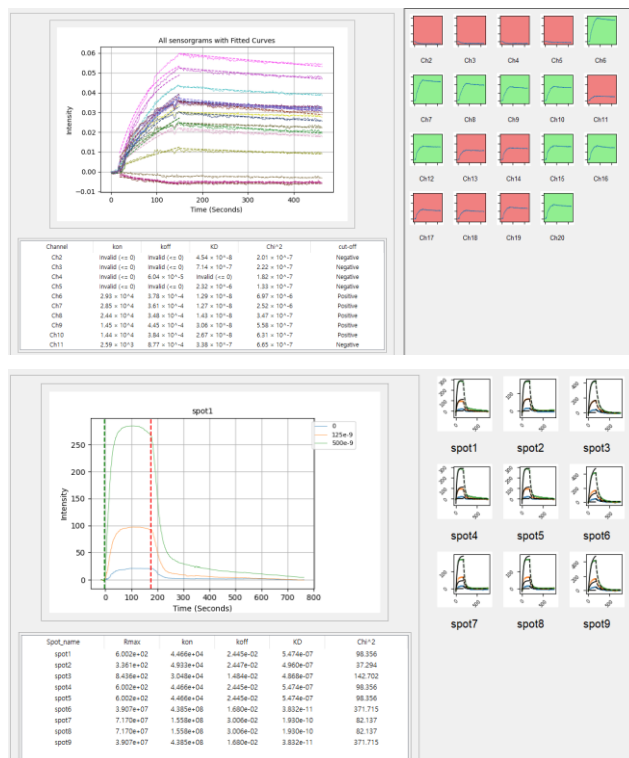 All sensorgrams with Fitted Curves
0.06
0.05
0.04
0.03
0.02
0.01
0.00
−0.01
Intensity
0 100 200 300 400
Time (Seconds)
Ch2 Ch3 Ch4 Ch5 Ch6
Ch7 Ch8 Ch9 Ch10 Ch11
Ch12 Ch13 Ch14 Ch15 Ch16
Ch17 Ch18 Ch19 Ch20
Channel kon koff KD Chi^2 cut-off
Ch2 Invalid (<= 0) Invalid (<= 0) 4.54 × 10^-8 2.01 × 10^-7 Negative
Ch3 Invalid (<= 0) Invalid (<= 0) 7.14 × 10^-7 2.22 × 10^-7 Negative
Ch4 Invalid (<= 0) 6.04 × 10^-5 Invalid (<= 0) 1.82 × 10^-7 Negative
Ch5 Invalid (<= 0) Invalid (<= 0) 2.32 × 10^-6 1.33 × 10^-7 Negative
Ch6 2.93 × 10^4 3.78 × 10^-4 1.29 × 10^-8 6.97 × 10^-6 Positive
Ch7 2.85 × 10^4 3.61 × 10^-4 1.27 × 10^-8 2.52 × 10^-6 Positive
Ch8 2.44 × 10^4 3.48 × 10^-4 1.43 × 10^-8 3.47 × 10^-7 Positive
Ch9 1.45 × 10^4 4.45 × 10^-4 3.06 × 10^-8 5.58 × 10^-7 Positive
Ch10 1.44 × 10^4 3.84 × 10^-4 2.67 × 10^-8 6.31 × 10^-7 Positive
Ch11 2.59 × 10^3 8.77 × 10^-4 3.38 × 10^-7 6.65 × 10^-7 Negative
spot1
0
125e-9
500e-9
250
200
150
100
50
0
Intensity
0 100 200 300 400 500 600 700 800
Time (Seconds)
spot1 spot2 spot3
spot4 spot5 spot6
spot7 spot8 spot9
Spot_name Rmax kon koff KD Chi^2
spot1 6.002e+02 4.466e+04 2.445e-02 5.474e-07 98.356
spot2 3.361e+02 4.933e+04 2.447e-02 4.960e-07 37.294
spot3 8.436e+02 3.048e+04 1.484e-02 4.868e-07 142.702
spot4 6.002e+02 4.466e+04 2.445e-02 5.474e-07 98.356
spot5 6.002e+02 4.466e+04 2.445e-02 5.474e-07 98.356
spot6 3.907e+07 4.385e+08 1.680e-02 3.832e-11 371.715
spot7 7.170e+07 1.558e+08 3.006e-02 1.930e-10 82.137
spot8 7.170e+07 1.558e+08 3.006e-02 1.930e-10 82.137
spot9 3.907e+07 4.385e+08 1.680e-02 3.832e-11 371.715